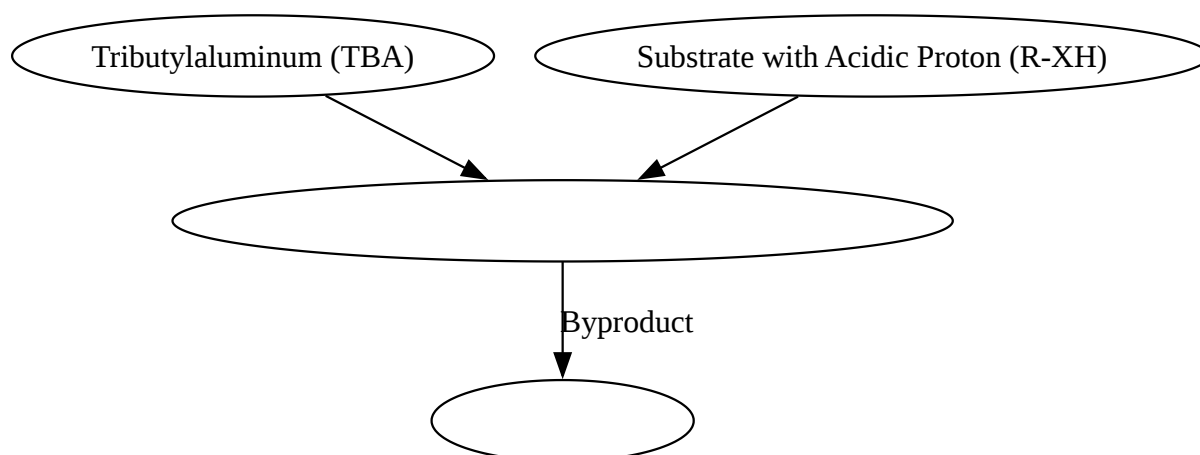 Tributylaluminum (TBA)
Substrate with Acidic Proton (R-XH)
Byproduct